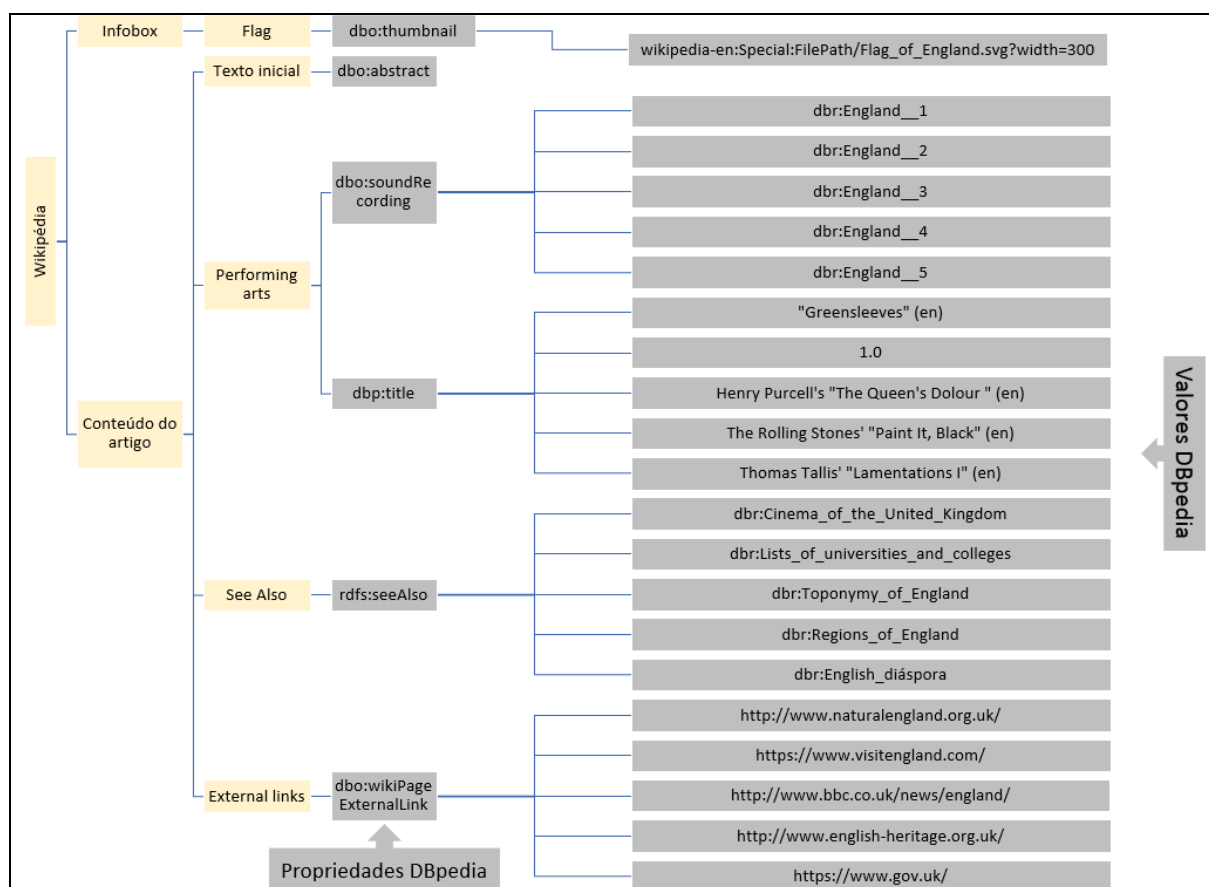 Infobox
Flag
dbo:thumbnail
wikipedia-en:Special:FilePath/Flag_of_England.svg?width=300
Texto inicial
dbo:abstract
Wikipédia
Conteúdo do
artigo
Performing
arts
dbo:soundRe
cording
dbr:England__1
dbr:England__2
dbr:England__3
dbr:England__4
dbr:England__5
dbp:title
"Greensleeves" (en)
1.0
Henry Purcell's "The Queen's Dolour " (en)
The Rolling Stones' "Paint It, Black" (en)
Thomas Tallis' "Lamentations I" (en)
See Also
rdfs:seeAlso
dbr:Cinema_of_the_United_Kingdom
dbr:Lists_of_universities_and_colleges
dbr:Toponymy_of_England
dbr:Regions_of_England
dbr:English_diáspora
External links
dbo:wikiPage
ExternalLink
http://www.naturalengland.org.uk/
https://www.visitengland.com/
http://www.bbc.co.uk/news/england/
http://www.english-heritage.org.uk/
https://www.gov.uk/
Propriedades DBpedia
Valores DBpedia